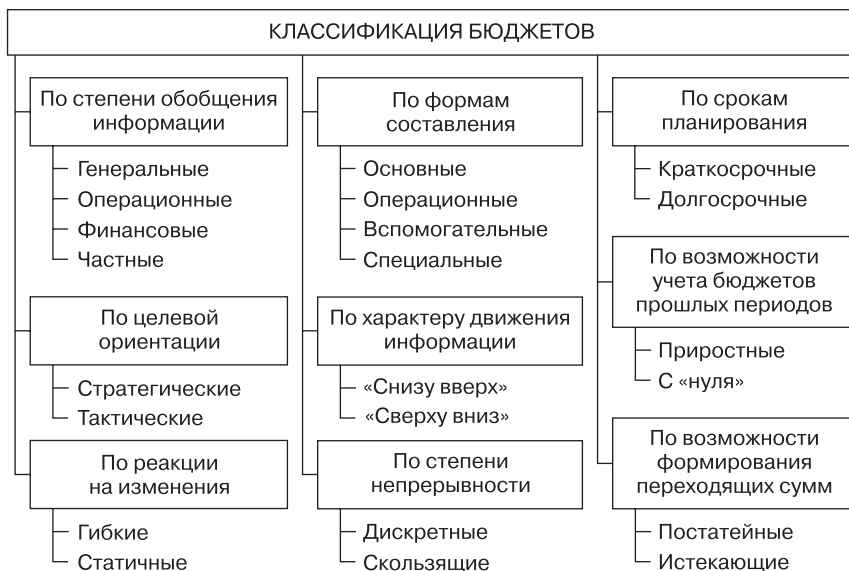 КЛАССИФИКАЦИЯ БЮДЖЕТОВ
По степени обобщения
информации
Генеральные
Операционные
Финансовые
Частные
По целевой
ориентации
Стратегические
Тактические
По реакции
на изменения
Гибкие
Статичные
По формам
составления
Основные
Операционные
Вспомогательные
Специальные
По характеру движения
информации
«Снизу вверх»
«Сверху вниз»
По степени
непрерывности
Дискретные
Скользящие
По срокам
планирования
Краткосрочные
Долгосрочные
По возможности
учета бюджетов
прошлых периодов
Приростные
С «нуля»
По возможности
формирования
переходящих сумм
Постатейные
Истекающие